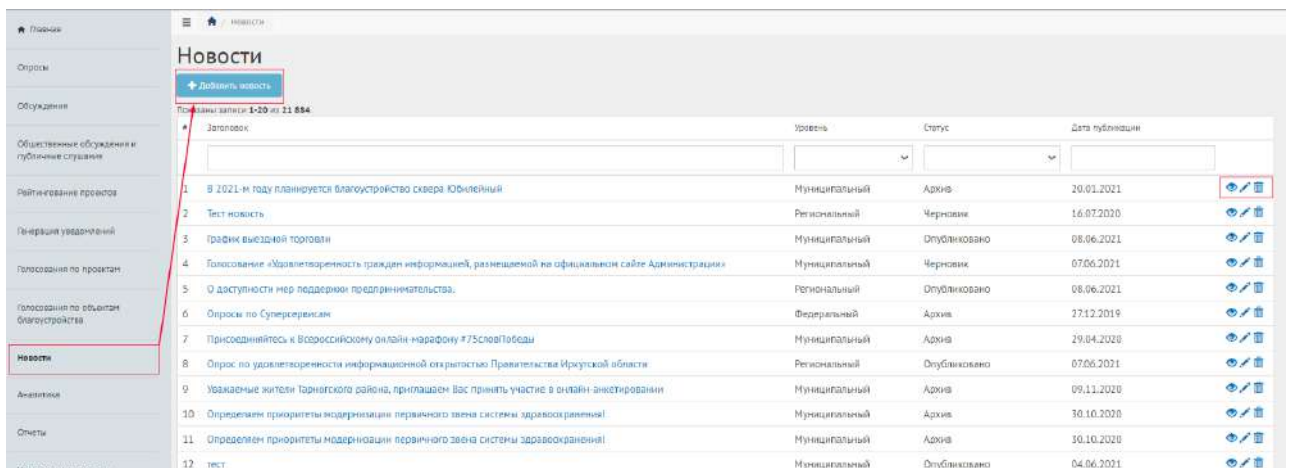 Главная
Опросы
Обсуждения
Общественные обсуждения и
публичные слушания
Рейтингование проектов
Генерация уведомлений
Голосования по проектам
Голосования по объектам
благоустройства
Новости
Аналитика
Отчеты
/ Новости
Новости
+ Добавить новость
Показаны записи 1-20 из 21 884.
# Заголовок Уровень Статус Дата публикации
1 В 2021-м году планируется благоустройство сквера Юбилейный Муниципальный Архив 20.01.2021
2 Тест новость Региональный Черновик 16.07.2020
3 График выездной торговли Муниципальный Опубликовано 08.06.2021
4 Голосование «Удовлетворенность граждан информацией, размещаемой на официальном сайте Администрации» Муниципальный Черновик 07.06.2021
5 О доступности мер поддержки предпринимательства. Региональный Опубликовано 08.06.2021
6 Опросы по Суперсервисам Федеральный Архив 27.12.2019
7 Присоединяйтесь к Всероссийскому онлайн-марафону #75словПобеды Муниципальный Архив 29.04.2020
8 Опрос по удовлетворенности информационной открытостью Правительства Иркутской области Региональный Опубликовано 07.06.2021
9 Уважаемые жители Тарногского района, приглашаем Вас принять участие в онлайн-анкетировании Муниципальный Архив 09.11.2020
10 Определяем приоритеты модернизации первичного звена системы здравоохранения! Муниципальный Архив 30.10.2020
11 Определяем приоритеты модернизации первичного звена системы здравоохранения! Муниципальный Архив 30.10.2020
12 тест Муниципальный Опубликовано 04.06.2021